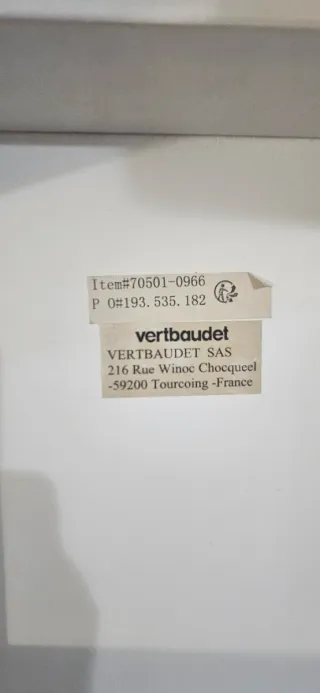 Item#70501-0966
P O#193.535.182
vertbaudet
VERTBAUDET SAS
216 Rue Winoc Chocqueel
-59200 Tourcoing -France